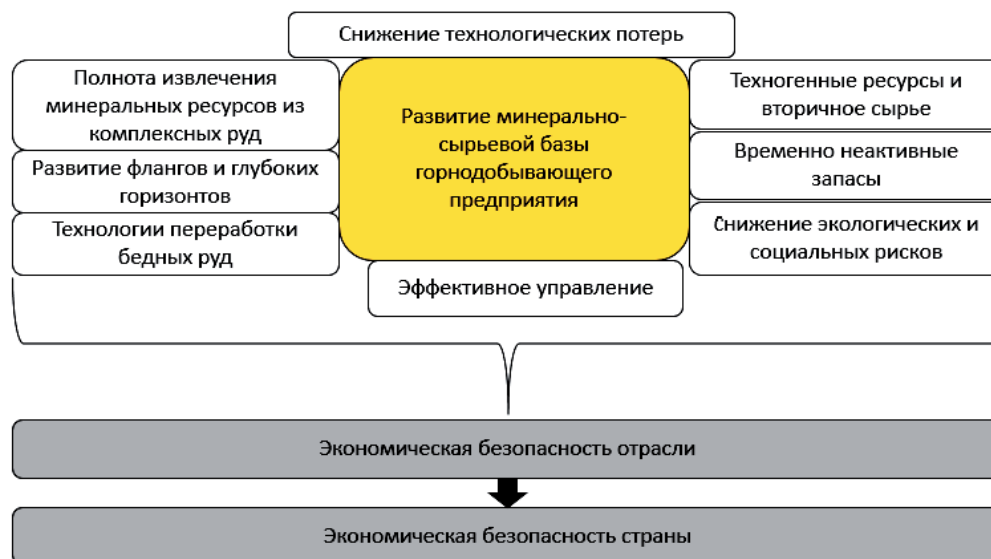 Снижение технологических потерь
Полнота извлечения
минеральных ресурсов из
комплексных руд
Развитие флангов и глубоких
горизонтов
Технологии переработки
бедных руд
Развитие минерально-
сырьевой базы
горнодобывающего
предприятия
Техногенные ресурсы и
вторичное сырье
Временно неактивные
запасы
Снижение экологических и
социальных рисков
Эффективное управление
Экономическая безопасность отрасли
Экономическая безопасность страны